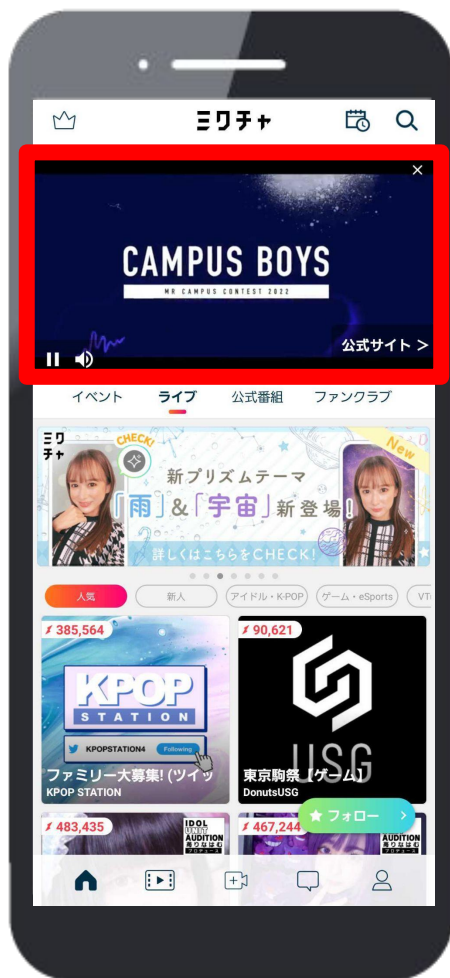 ミクチャ
CAMPUS BOYS
MR CAMPUS CONTEST 2022
公式サイト >
イベント ライブ 公式番組 ファンクラブ
ミク
チャ
CHECK!
New
新プリズムテーマ
「雨」&「宇宙」新登場!
詳しくはこちらをCHECK!
人気 新人 アイドル・K-POP ゲーム・eSports VT
385,564
KPOP
STATION
KPOPSTATION4 Following
ファミリー大募集! (ツイッ
KPOP STATION
90,621
USG
東京駒祭【ゲーム】
DonutsUSG
フォロー >
483,435
IDOL
UNIT
AUDITION
467,244
AUDITION